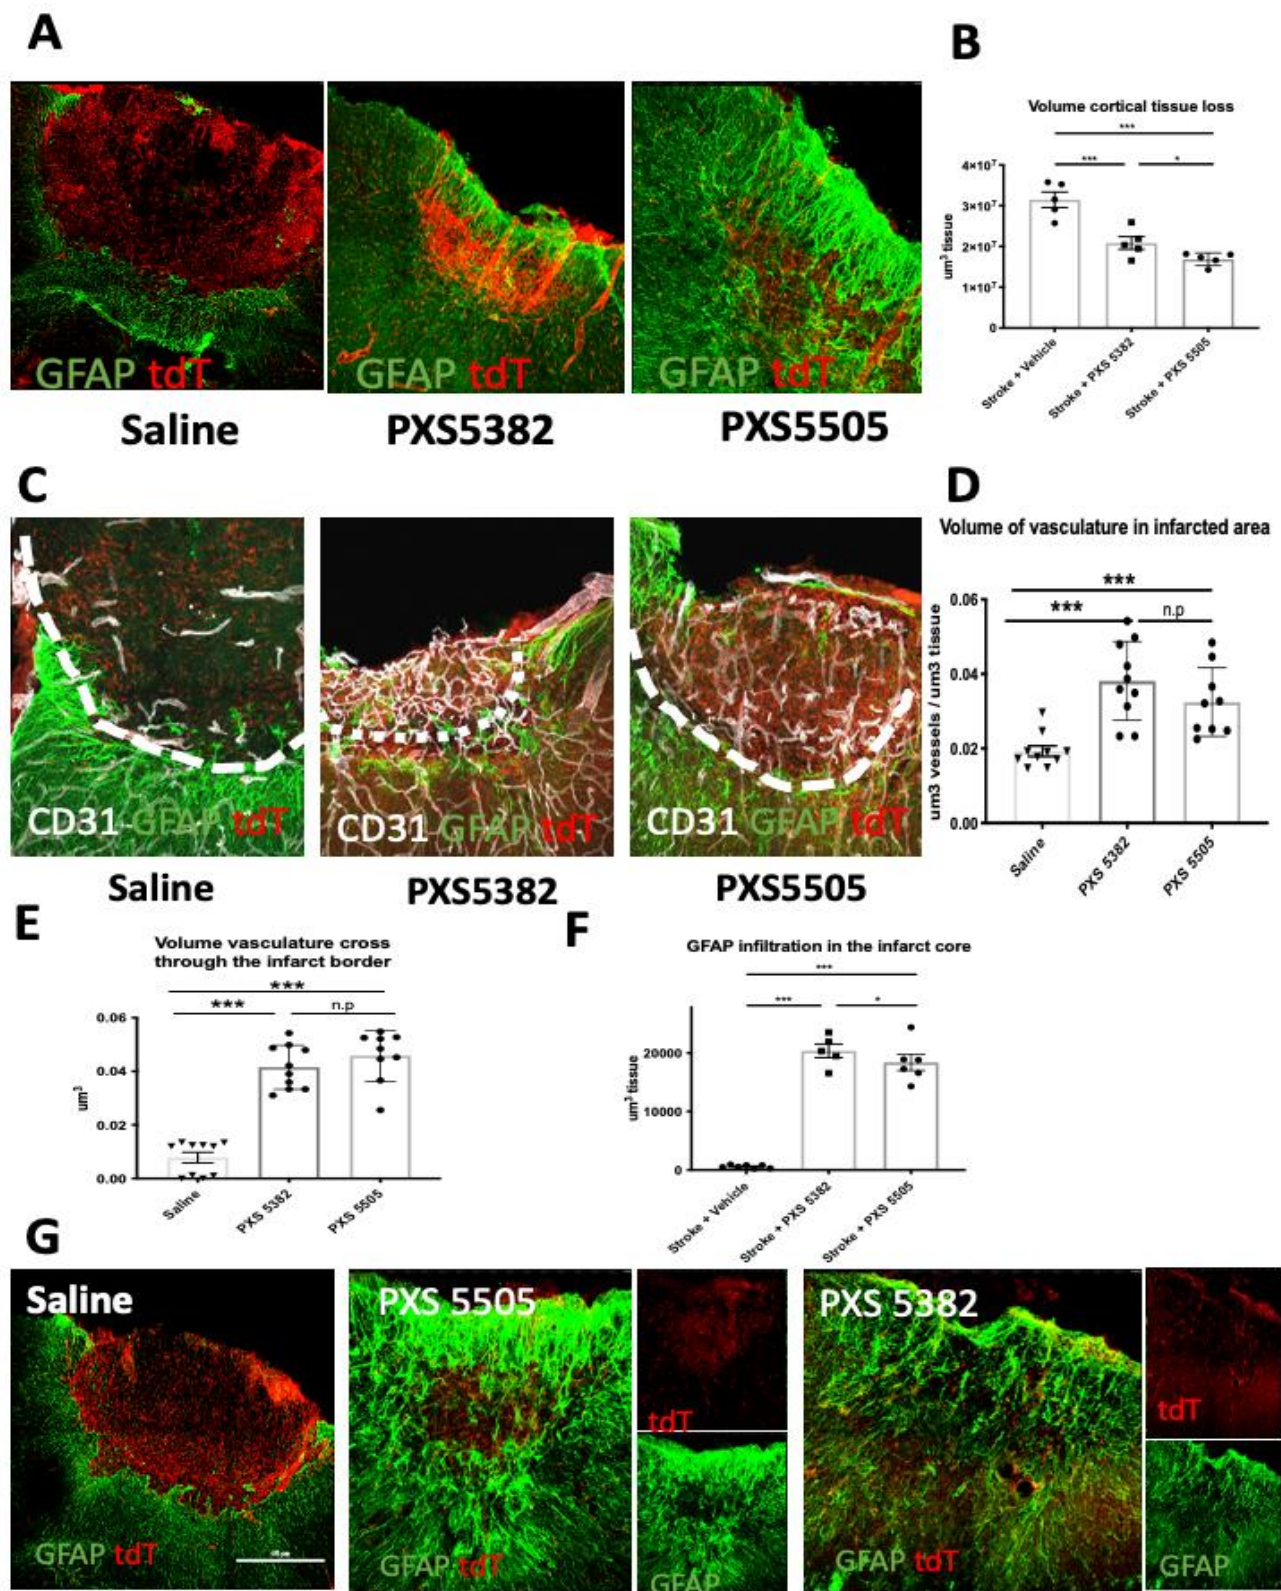 A
GFAP tdT
GFAP tdT
GFAP tdT
Saline
PXS5382
PXS5505
B
Volume cortical tissue loss
***
***
*
um³ tissue
4×10⁷
3×10⁷
2×10⁷
1×10⁷
0
Stroke + Vehicle
Stroke + PXS 5382
Stroke + PXS 5505
C
CD31 GFAP tdT
CD31 GFAP tdT
CD31 GFAP tdT
Saline
PXS5382
PXS5505
D
Volume of vasculature in infarcted area
***
***
n.p
um3 vessels / um3 tissue
0.06
0.04
0.02
0.00
Saline
PXS 5382
PXS 5505
E
Volume vasculature cross
through the infarct border
***
***
n.p
um³
0.06
0.04
0.02
0.00
Saline
PXS 5382
PXS 5505
F
GFAP infiltration in the infarct core
***
***
*
um³ tissue
20000
10000
0
Stroke + Vehicle
Stroke + PXS 5382
Stroke + PXS 5505
G
Saline
GFAP tdT
PXS 5505
GFAP tdT
tdT
GFAP
PXS 5382
GFAP tdT
tdT
GFAP